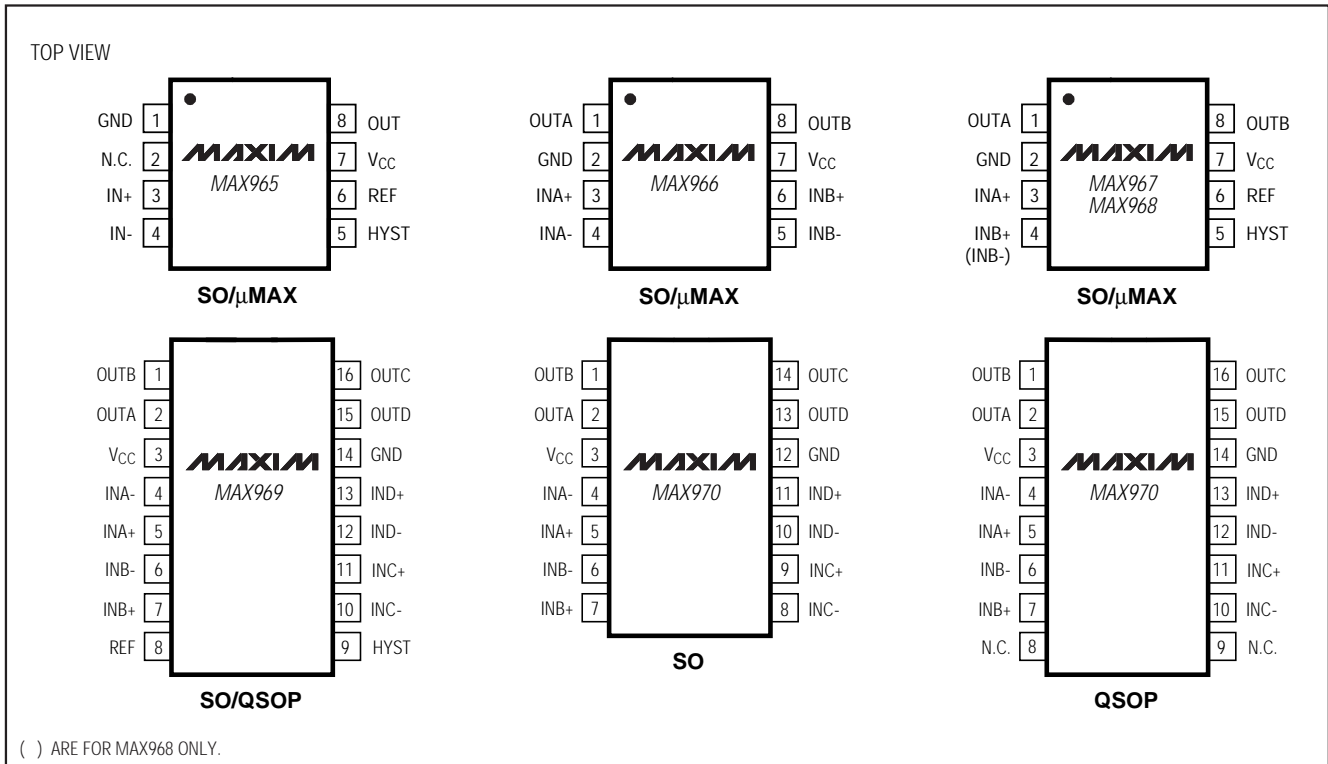 TOP VIEW
GND 1 8 OUT
N.C. 2 MAXIM 7 VCC
IN+ 3 MAX965 6 REF
IN- 4 5 HYST
SO/µMAX
OUTA 1 8 OUTB
GND 2 MAXIM 7 VCC
INA+ 3 MAX966 6 INB+
INA- 4 5 INB-
SO/µMAX
OUTA 1 8 OUTB
GND 2 MAXIM 7 VCC
INA+ 3 MAX967 6 REF
MAX968
INB+ 4 5 HYST
(INB-)
SO/µMAX
OUTB 1 16 OUTC
OUTA 2 15 OUTD
VCC 3 MAXIM 14 GND
INA- 4 MAX969 13 IND+
INA+ 5 12 IND-
INB- 6 11 INC+
INB+ 7 10 INC-
REF 8 9 HYST
SO/QSOP
OUTB 1 14 OUTC
OUTA 2 13 OUTD
VCC 3 MAXIM 12 GND
INA- 4 MAX970 11 IND+
INA+ 5 10 IND-
INB- 6 9 INC+
INB+ 7 8 INC-
SO
OUTB 1 16 OUTC
OUTA 2 15 OUTD
VCC 3 MAXIM 14 GND
INA- 4 MAX970 13 IND+
INA+ 5 12 IND-
INB- 6 11 INC+
INB+ 7 10 INC-
N.C. 8 9 N.C.
QSOP
( ) ARE FOR MAX968 ONLY.